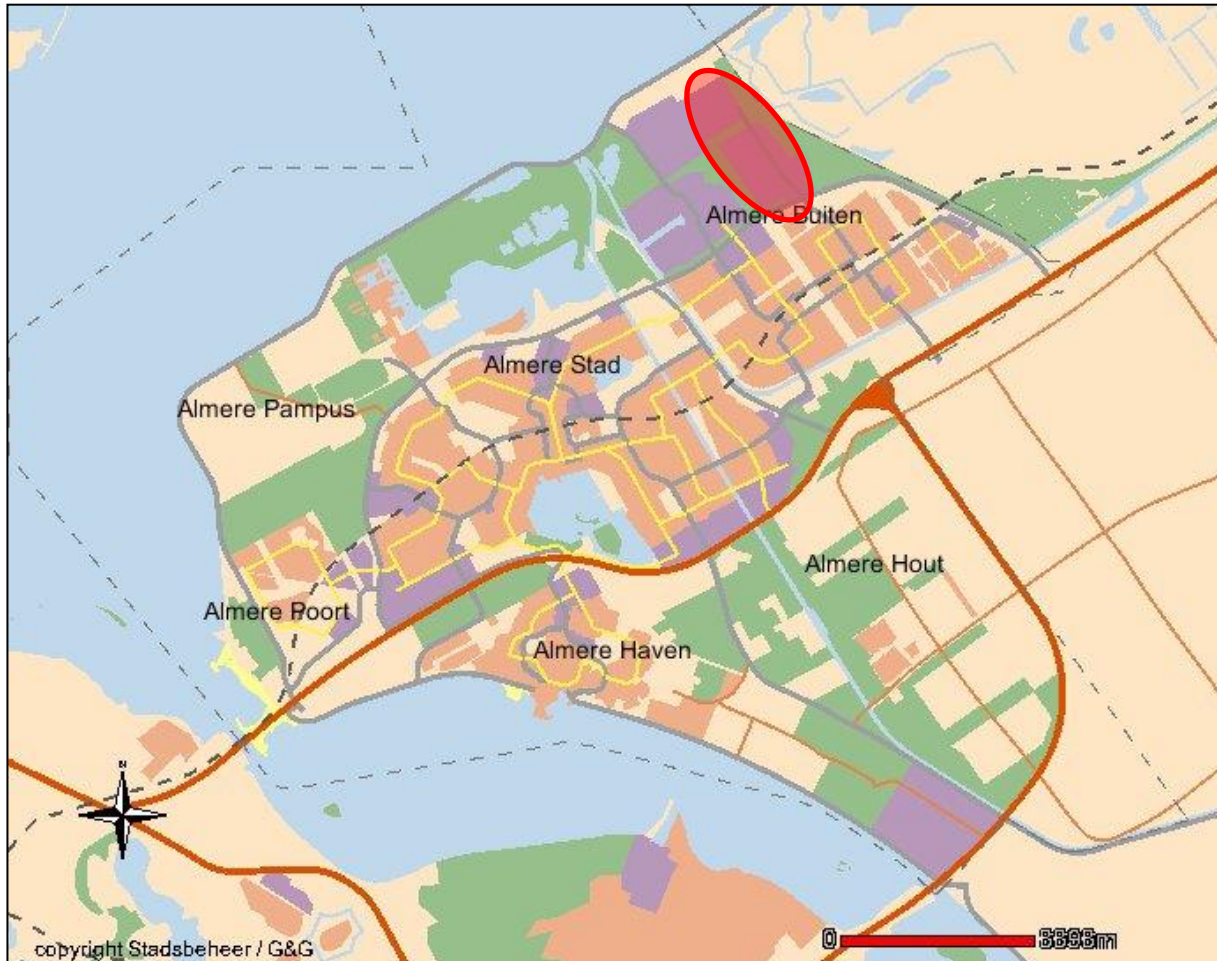 Almere Buiten
Almere Stad
Almere Pampus
Almere Hout
Almere Poort
Almere Haven
N
copyright Stadsbeheer / G&G
0